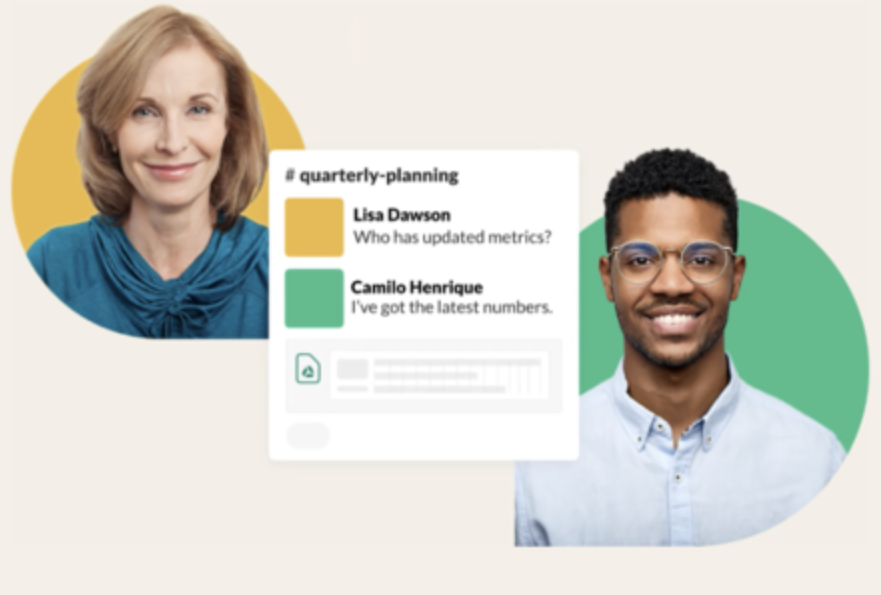 # quarterly-planning
Lisa Dawson
Who has updated metrics?
Camilo Henrique
I've got the latest numbers.